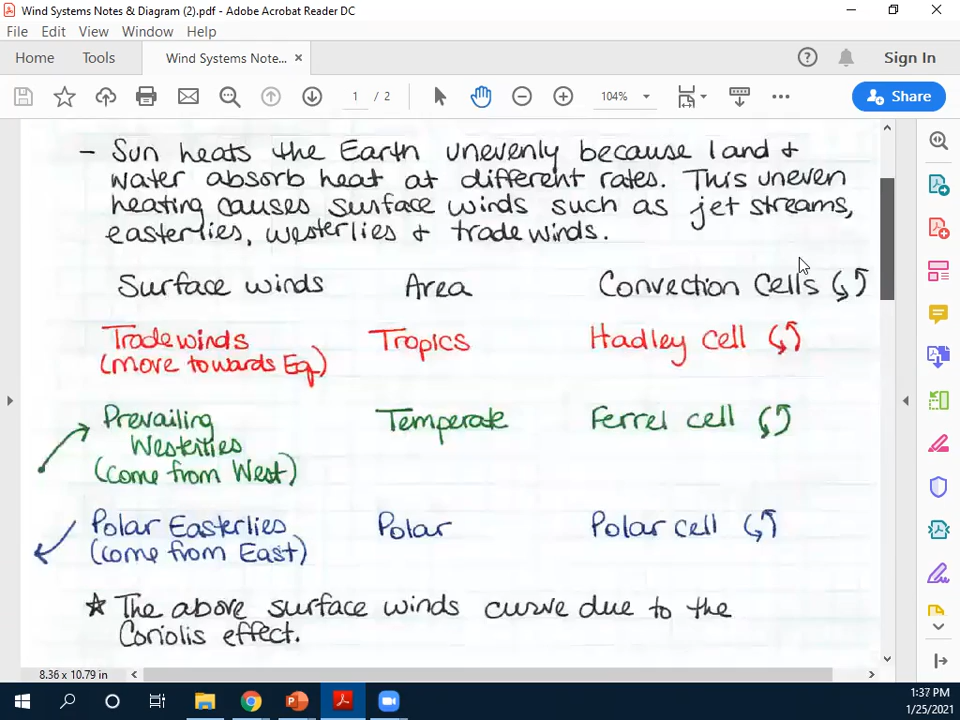 Wind Systems Notes & Diagram (2).pdf - Adobe Acrobat Reader DC
File Edit View Window Help
Home Tools Wind Systems Note... × Sign In
1 / 2 104% Share
- Sun heats the Earth unevenly because land &
water absorb heat at different rates. This uneven
heating causes surface winds such as jet streams,
easterlies, westerlies & trade winds.
Surface winds Area Convection Cells
Trade winds Tropics Hadley cell
(move towards Eq.)
Prevailing Temperate Ferrel cell
Westerlies
(come from West)
Polar Easterlies Polar Polar cell
(come from East)
* The above surface winds curve due to the
Coriolis effect.
8.36 x 10.79 in
1:37 PM
1/25/2021